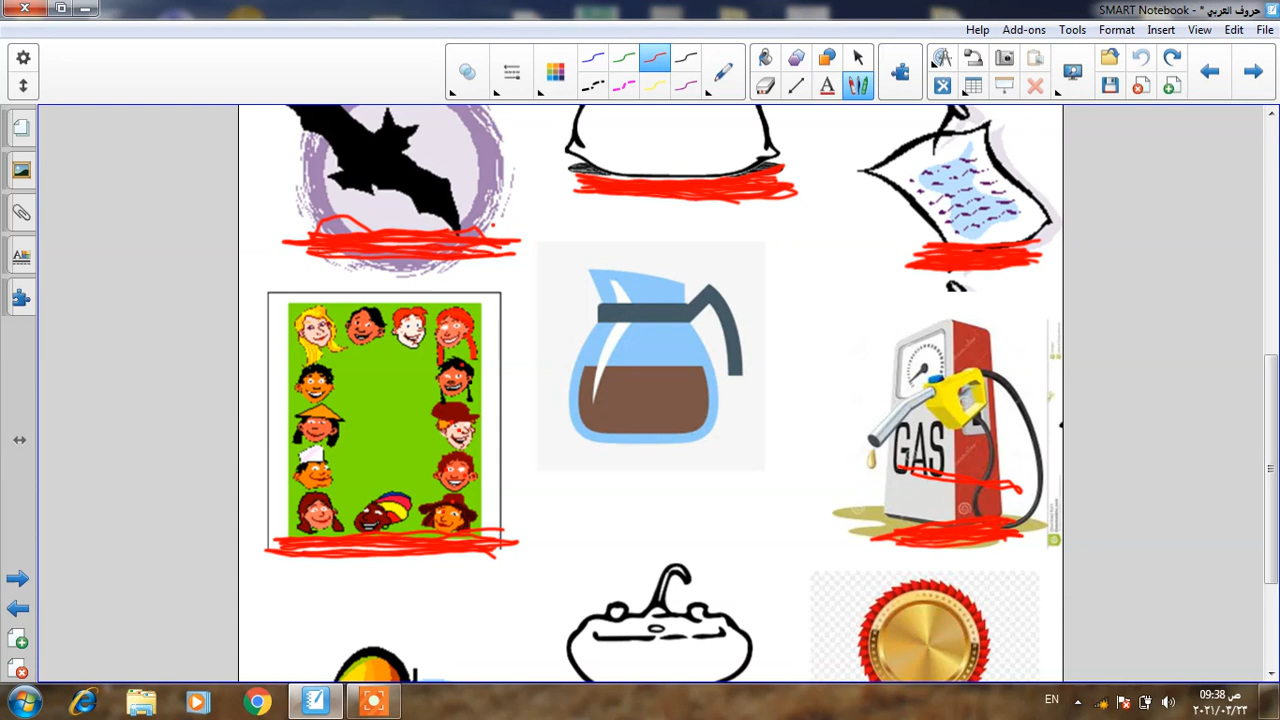 SMART Notebook - * حروف العربي
Help Add-ons Tools Format Insert View Edit File
A
GAS
EN
09:38 ص
٢٠٢١/٠٣/٢٣